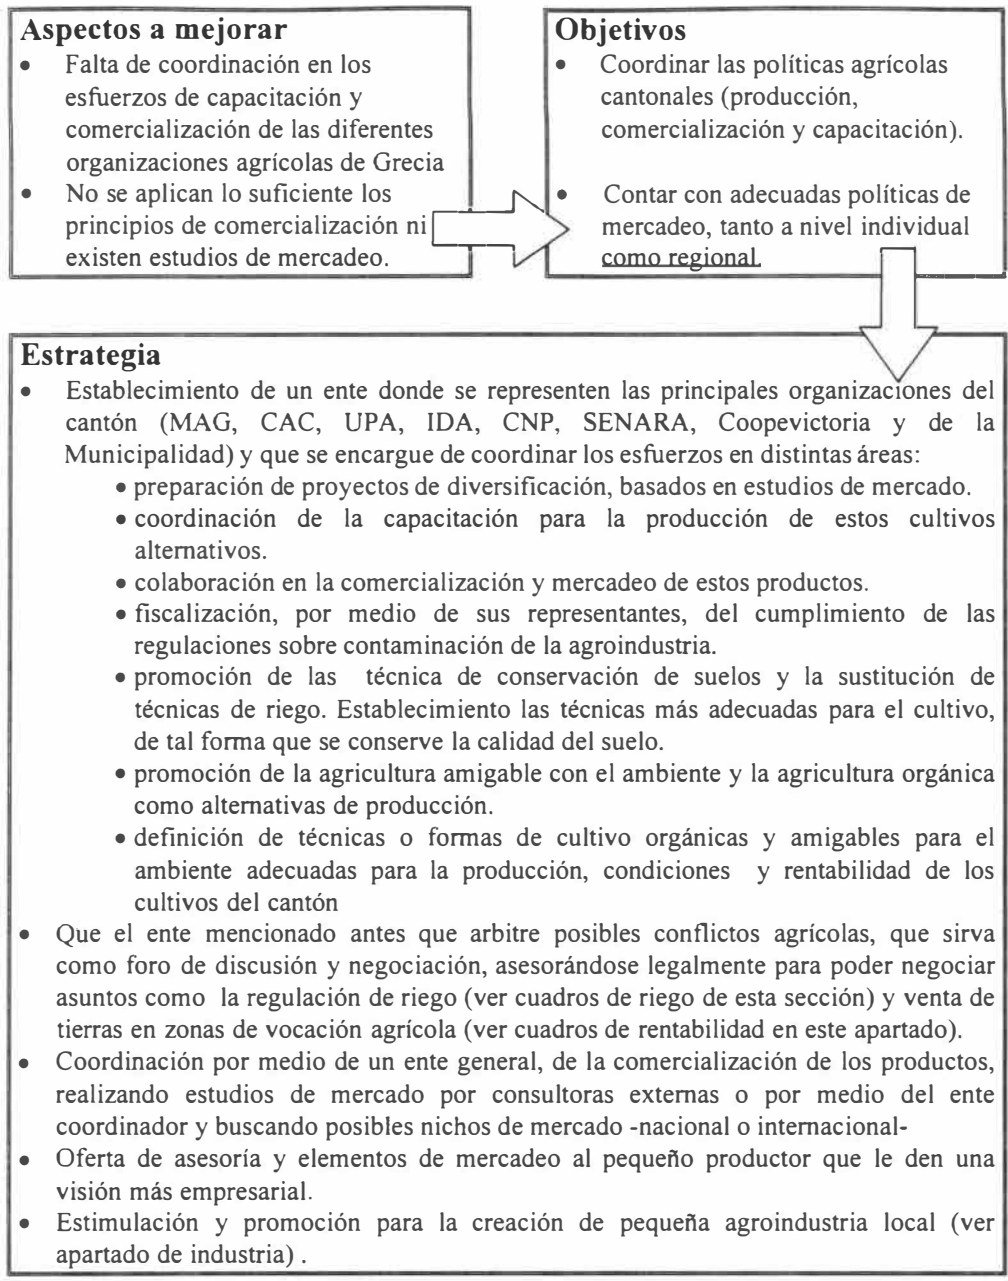 Aspectos a mejorar
• Falta de coordinación en los
esfuerzos de capacitación y
comercialización de las diferentes
organizaciones agrícolas de Grecia
• No se aplican lo suficiente los
principios de comercialización ni
existen estudios de mercadeo.
Objetivos
• Coordinar las políticas agrícolas
cantonales (producción,
comercialización y capacitación).
• Contar con adecuadas políticas de
mercadeo, tanto a nivel individual
como regional.
Estrategia
• Establecimiento de un ente donde se representen las principales organizaciones del
cantón (MAG, CAC, UPA, IDA, CNP, SENARA, Coopevictoria y de la
Municipalidad) y que se encargue de coordinar los esfuerzos en distintas áreas:
• preparación de proyectos de diversificación, basados en estudios de mercado.
• coordinación de la capacitación para la producción de estos cultivos
alternativos.
• colaboración en la comercialización y mercadeo de estos productos.
• fiscalización, por medio de sus representantes, del cumplimiento de las
regulaciones sobre contaminación de la agroindustria.
• promoción de las técnica de conservación de suelos y la sustitución de
técnicas de riego. Establecimiento las técnicas más adecuadas para el cultivo,
de tal forma que se conserve la calidad del suelo.
• promoción de la agricultura amigable con el ambiente y la agricultura orgánica
como alternativas de producción.
• definición de técnicas o formas de cultivo orgánicas y amigables para el
ambiente adecuadas para la producción, condiciones y rentabilidad de los
cultivos del cantón
• Que el ente mencionado antes que arbitre posibles conflictos agrícolas, que sirva
como foro de discusión y negociación, asesorándose legalmente para poder negociar
asuntos como la regulación de riego (ver cuadros de riego de esta sección) y venta de
tierras en zonas de vocación agrícola (ver cuadros de rentabilidad en este apartado).
• Coordinación por medio de un ente general, de la comercialización de los productos,
realizando estudios de mercado por consultoras externas o por medio del ente
coordinador y buscando posibles nichos de mercado -nacional o internacional-
• Oferta de asesoría y elementos de mercadeo al pequeño productor que le den una
visión más empresarial.
• Estimulación y promoción para la creación de pequeña agroindustria local (ver
apartado de industria) .